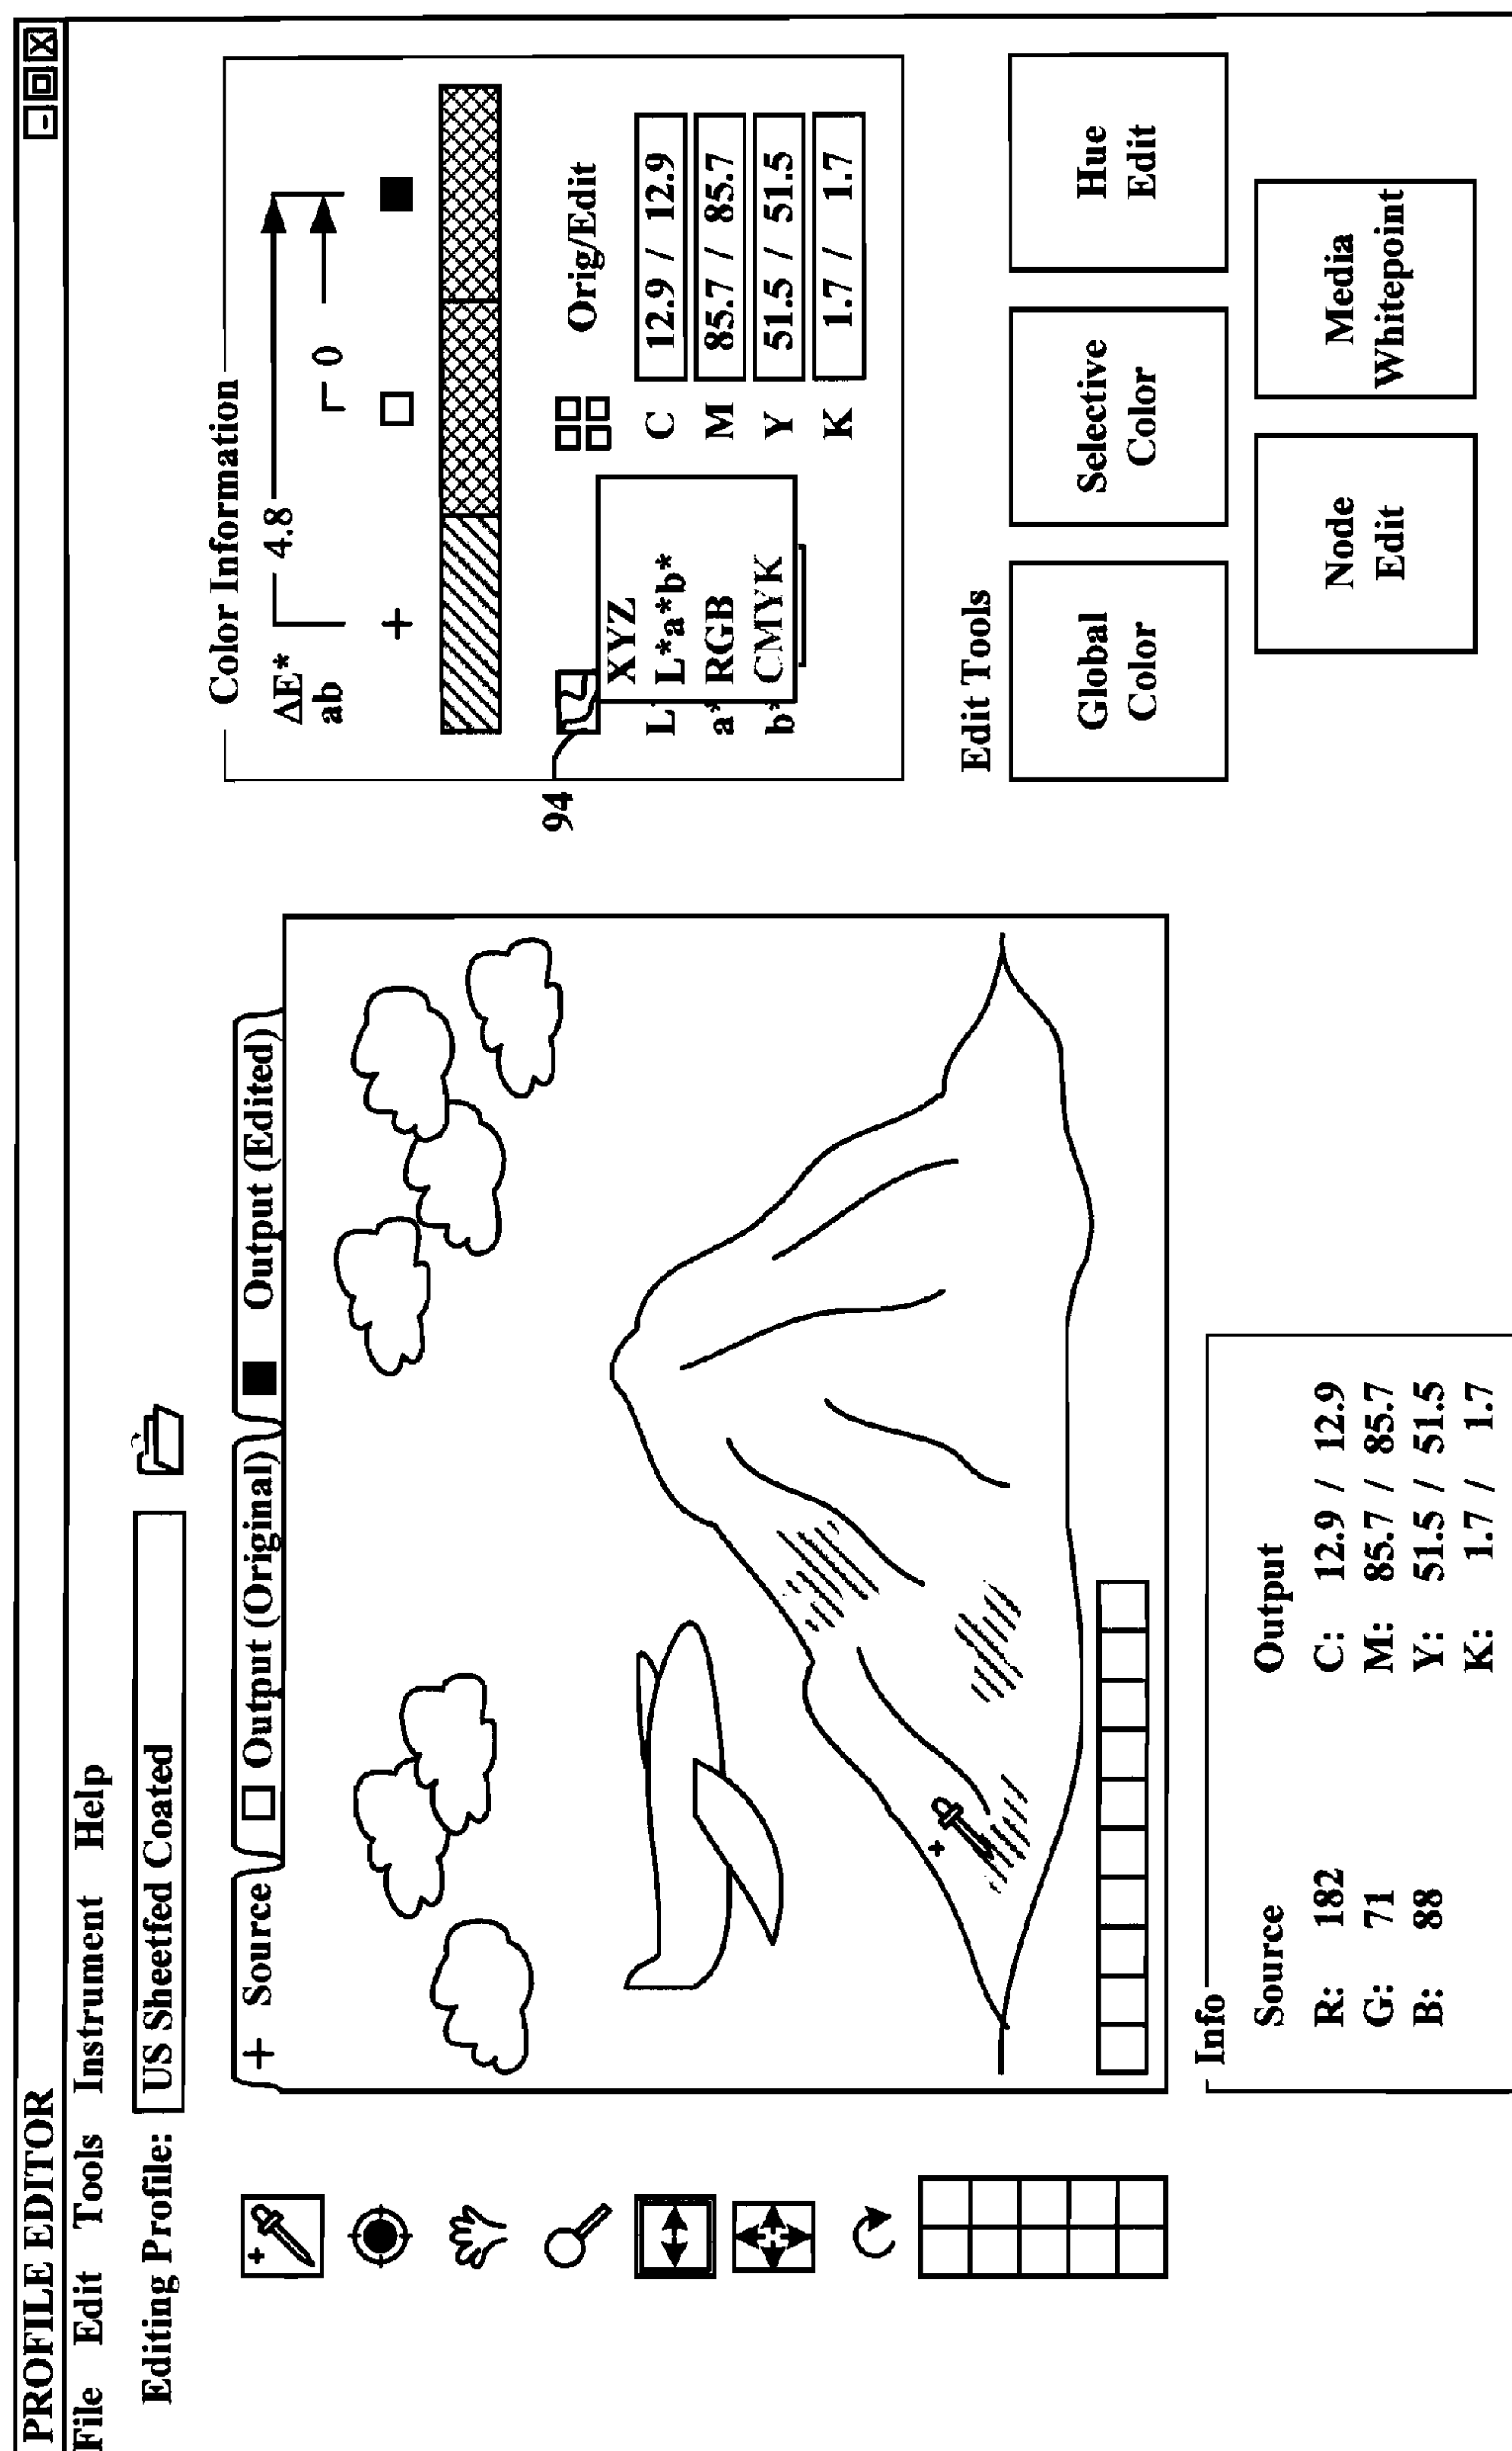 PROFILE EDITOR
File Edit Tools Instrument Help
Editing Profile: US Sheetfed Coated
+ Source
Output (Original)
Output (Edited)
Color Information
ΔE*
ab
4.8
0
+
94
XYZ
L*a*b*
RGB
CMYK
L*
a*
b*
Orig/Edit
C 12.9 / 12.9
M 85.7 / 85.7
Y 51.5 / 51.5
K 1.7 / 1.7
Edit Tools
Global
Color
Selective
Color
Hue
Edit
Node
Edit
Media
Whitepoint
Info
Source Output
R: 182 C: 12.9 / 12.9
G: 71 M: 85.7 / 85.7
B: 88 Y: 51.5 / 51.5
K: 1.7 / 1.7